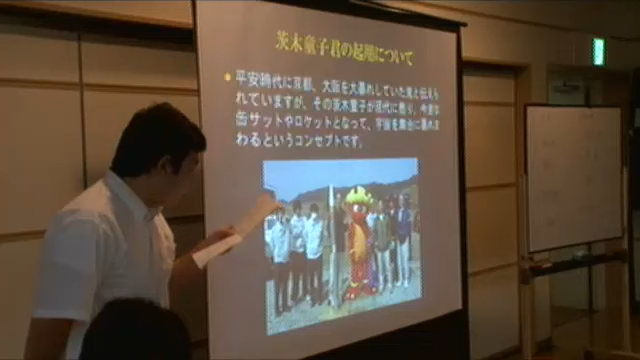 茨木童子君の起用について
平安時代に京都、大阪を大暴れしていた鬼と伝えら
れていますが、その茨木童子が現代に甦り、今度は
缶サットやロケットとなって、宇宙を舞台に暴れま
わるというコンセプトです。